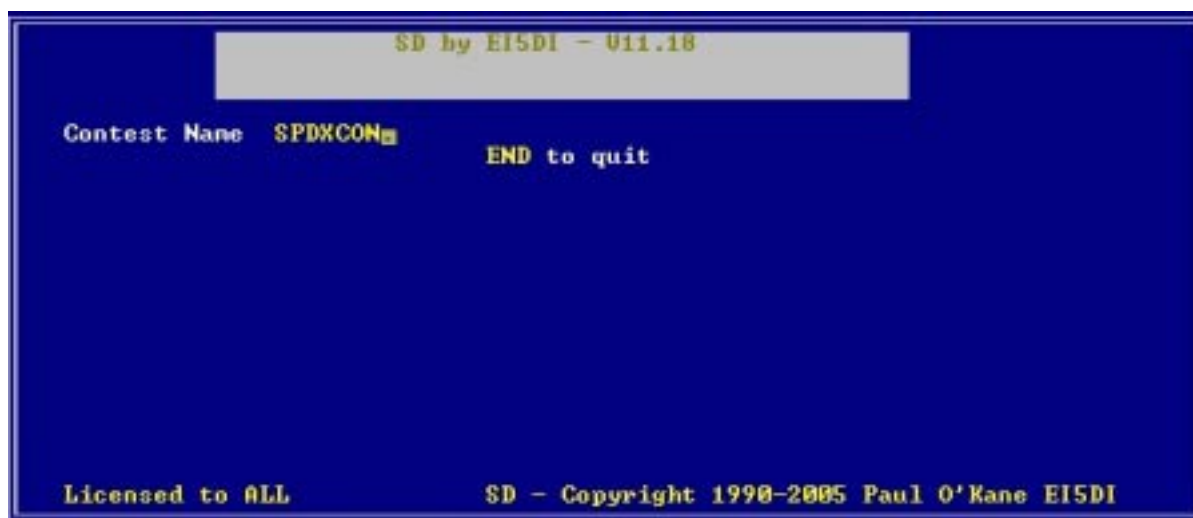 SD by EI5DI - V11.18
Contest Name SPDXCON
END to quit
Licensed to ALL
SD - Copyright 1990-2005 Paul O'Kane EI5DI